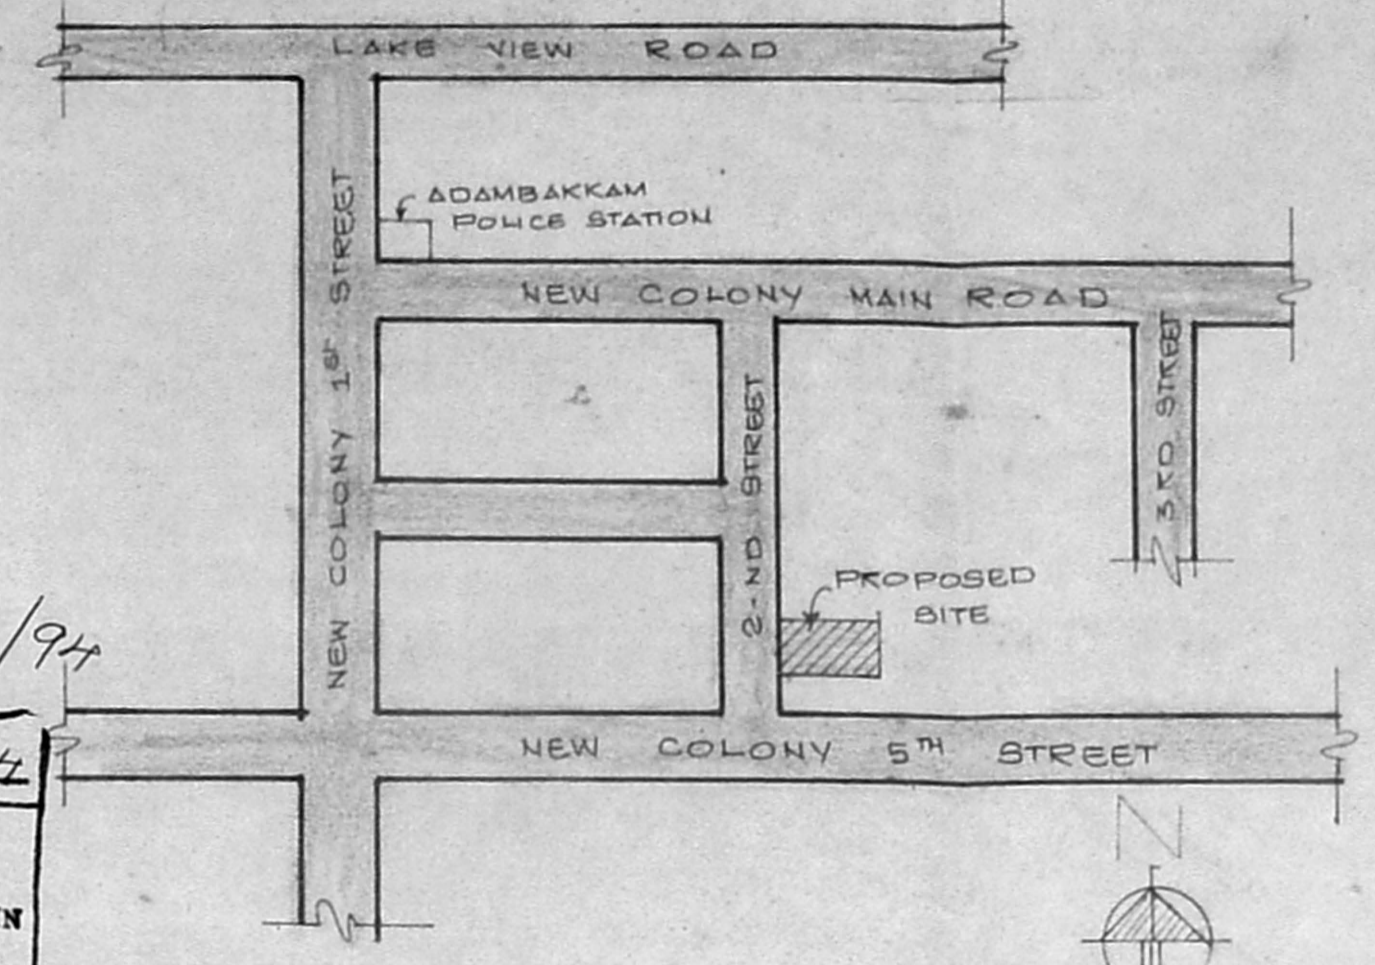 LAKE VIEW ROAD
ADAMBAKKAM
POLICE STATION
NEW COLONY MAIN ROAD
NEW COLONY 1ST STREET
2-ND STREET
3RD STREET
PROPOSED
SITE
/94
NEW COLONY 5TH STREET
4
N
N